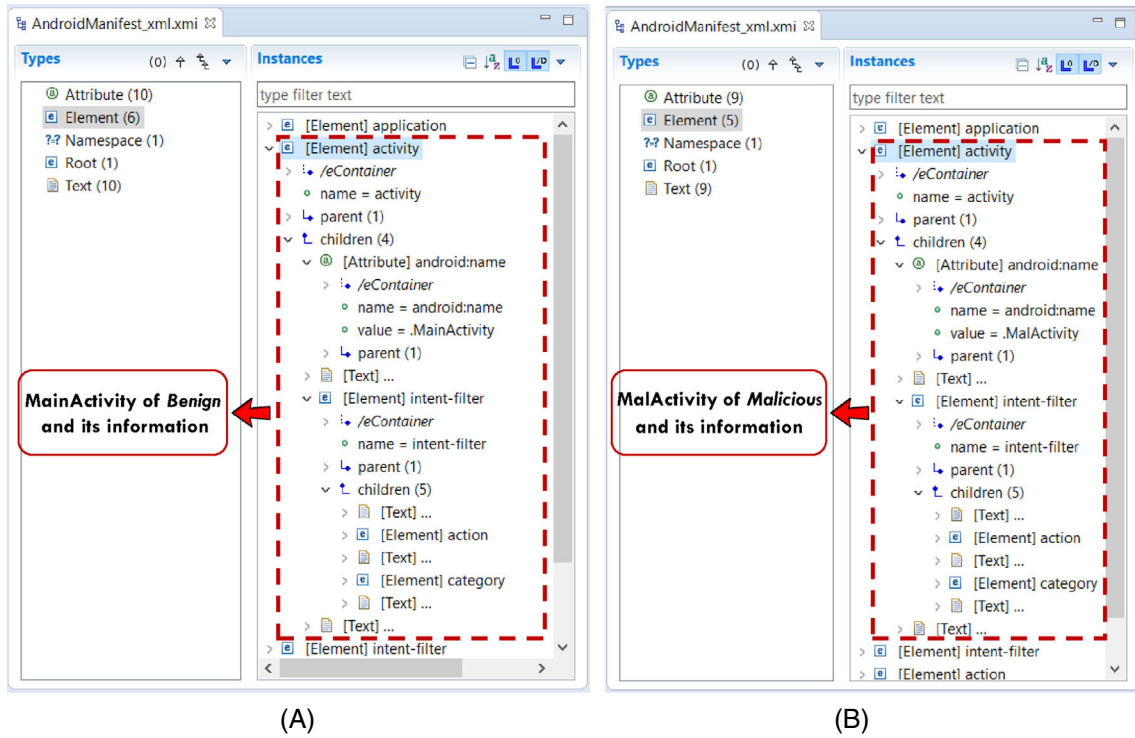 AndroidManifest_xml.xmi
Types
(0)
Attribute (10)
Element (6)
Namespace (1)
Root (1)
Text (10)
Instances
type filter text
[Element] application
[Element] activity
/eContainer
name = activity
parent (1)
children (4)
[Attribute] android:name
/eContainer
name = android:name
value = .MainActivity
parent (1)
[Text] ...
[Element] intent-filter
/eContainer
name = intent-filter
parent (1)
children (5)
[Text] ...
[Element] action
[Text] ...
[Element] category
[Text] ...
[Text] ...
[Element] intent-filter
MainActivity of Benign
and its information
(A)
AndroidManifest_xml.xmi
Types
(0)
Attribute (9)
Element (5)
Namespace (1)
Root (1)
Text (9)
Instances
type filter text
[Element] application
[Element] activity
/eContainer
name = activity
parent (1)
children (4)
[Attribute] android:name
/eContainer
name = android:name
value = .MalActivity
parent (1)
[Text] ...
[Element] intent-filter
/eContainer
name = intent-filter
parent (1)
children (5)
[Text] ...
[Element] action
[Text] ...
[Element] category
[Text] ...
[Text] ...
[Element] intent-filter
[Element] action
MalActivity of Malicious
and its information
(B)